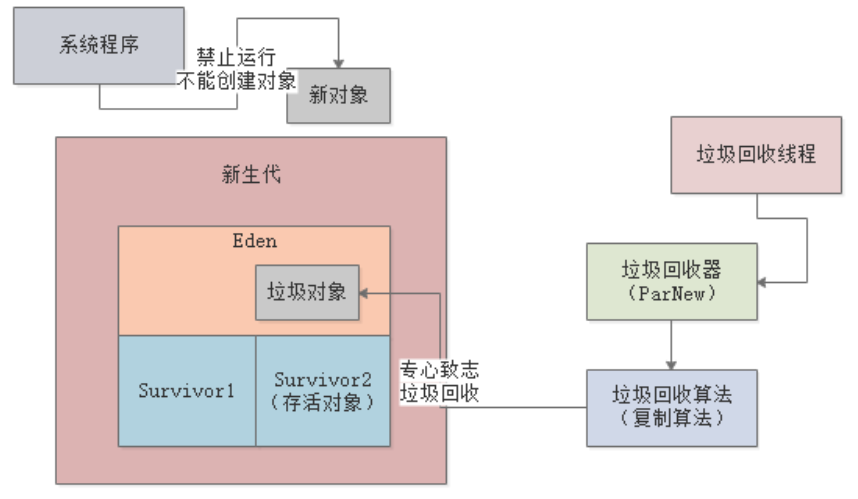 系统程序
禁止运行
不能创建对象
新对象
新生代
垃圾回收线程
Eden
垃圾对象
垃圾回收器
（ParNew）
专心致志
垃圾回收
Survivor1
Survivor2
（存活对象）
垃圾回收算法
（复制算法）